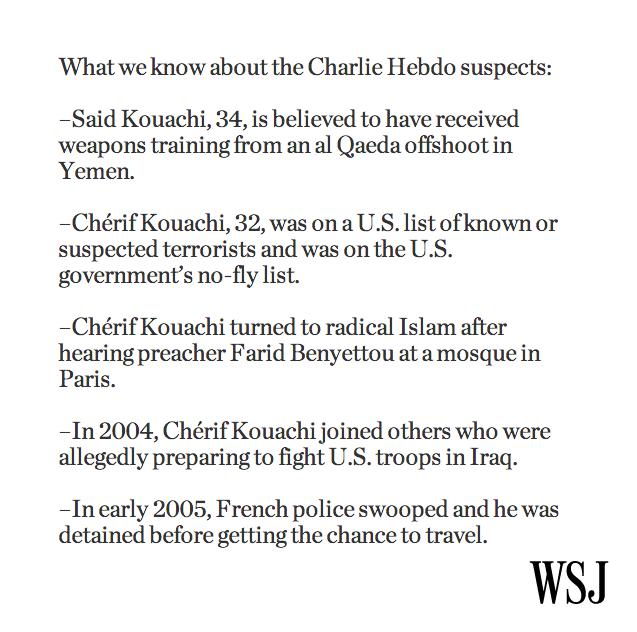 What we know about the Charlie Hebdo suspects:
–Said Kouachi, 34, is believed to have received
weapons training from an al Qaeda offshoot in
Yemen.
–Chérif Kouachi, 32, was on a U.S. list of known or
suspected terrorists and was on the U.S.
government’s no-fly list.
–Chérif Kouachi turned to radical Islam after
hearing preacher Farid Benyettou at a mosque in
Paris.
–In 2004, Chérif Kouachi joined others who were
allegedly preparing to fight U.S. troops in Iraq.
–In early 2005, French police swooped and he was
detained before getting the chance to travel.
WSJ